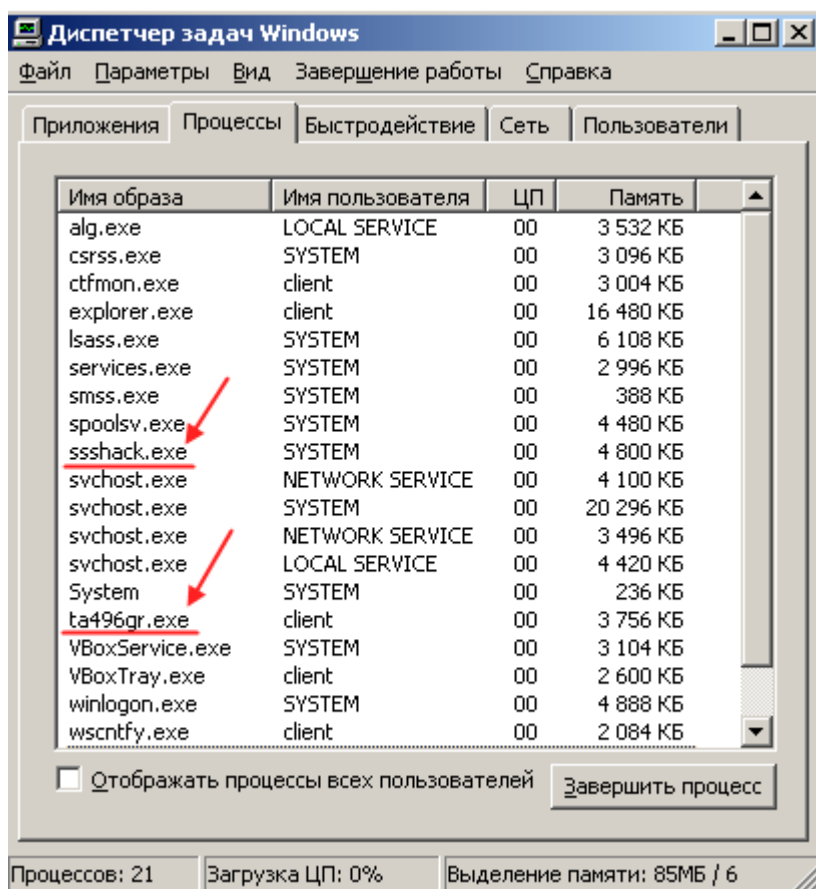 Диспетчер задач Windows
Файл Параметры Вид Завершение работы Справка
Приложения Процессы Быстродействие Сеть Пользователи
Имя образа Имя пользователя ЦП Память
alg.exe LOCAL SERVICE 00 3 532 КБ
csrss.exe SYSTEM 00 3 096 КБ
ctfmon.exe client 00 3 004 КБ
explorer.exe client 00 16 480 КБ
lsass.exe SYSTEM 00 6 108 КБ
services.exe SYSTEM 00 2 996 КБ
smss.exe SYSTEM 00 388 КБ
spoolsv.exe SYSTEM 00 4 480 КБ
ssshack.exe SYSTEM 00 4 800 КБ
svchost.exe NETWORK SERVICE 00 4 100 КБ
svchost.exe SYSTEM 00 20 296 КБ
svchost.exe NETWORK SERVICE 00 3 496 КБ
svchost.exe LOCAL SERVICE 00 4 420 КБ
System SYSTEM 00 236 КБ
ta496gr.exe client 00 3 756 КБ
VBoxService.exe SYSTEM 00 3 104 КБ
VBoxTray.exe client 00 2 600 КБ
winlogon.exe SYSTEM 00 4 888 КБ
wscntfy.exe client 00 2 084 КБ
Отображать процессы всех пользователей Завершить процесс
Процессов: 21 Загрузка ЦП: 0% Выделение памяти: 85МБ / 6